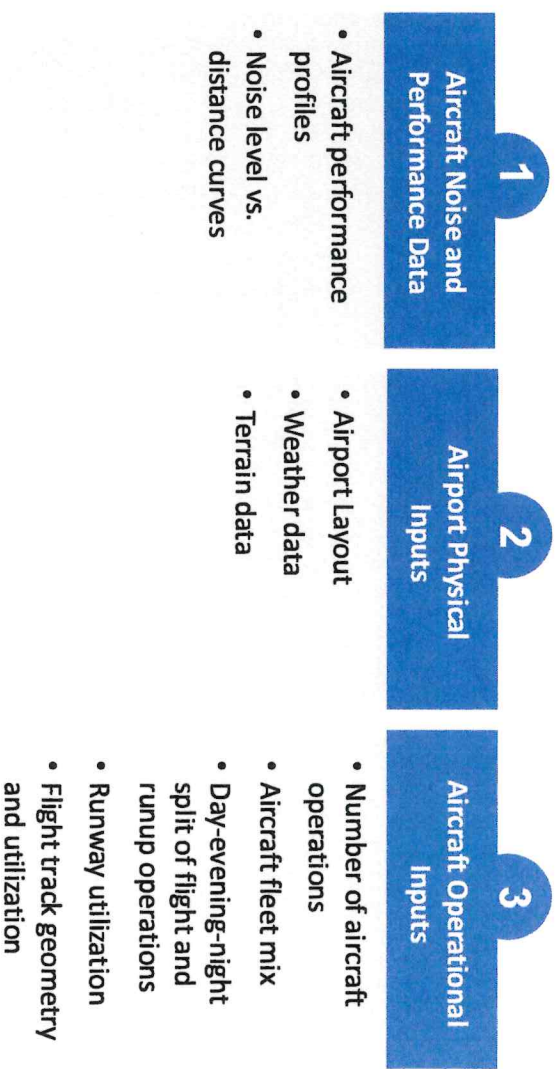 1
Aircraft Noise and
Performance Data
• Aircraft performance
profiles
• Noise level vs.
distance curves
2
Airport Physical
Inputs
• Airport Layout
• Weather data
• Terrain data
3
Aircraft Operational
Inputs
• Number of aircraft
operations
• Aircraft fleet mix
• Day-evening-night
split of flight and
runup operations
• Runway utilization
• Flight track geometry
and utilization